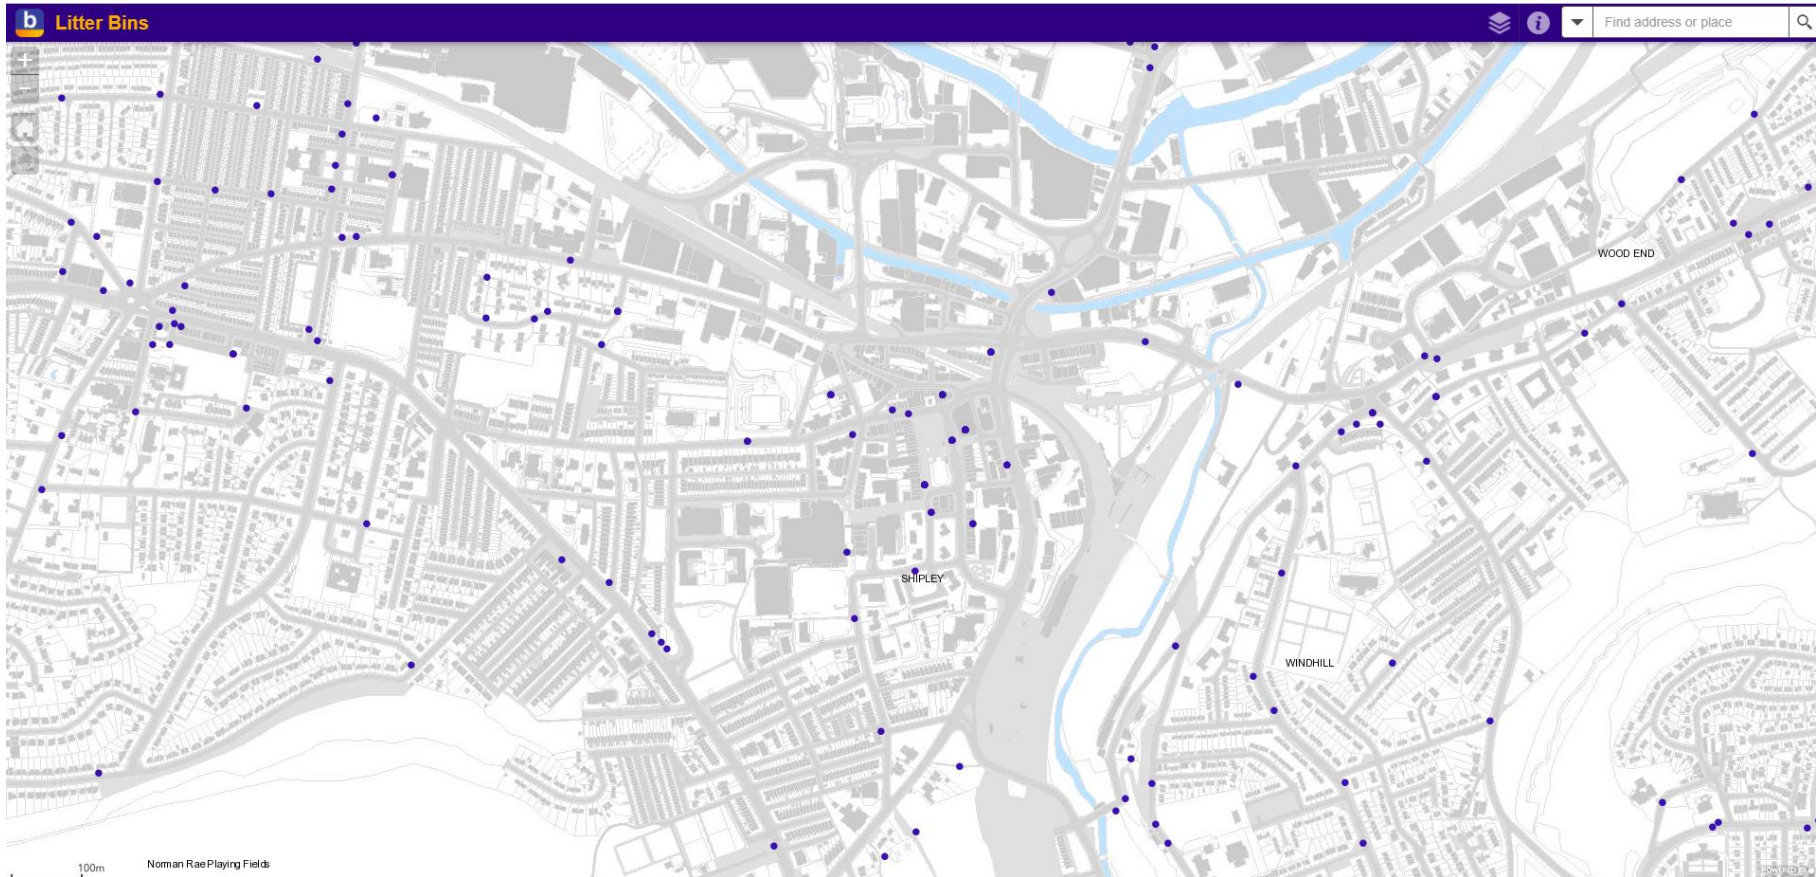 b Litter Bins
Find address or place
WOOD END
SHIPLEY
WINDHILL
100m
Norman Rae Playing Fields